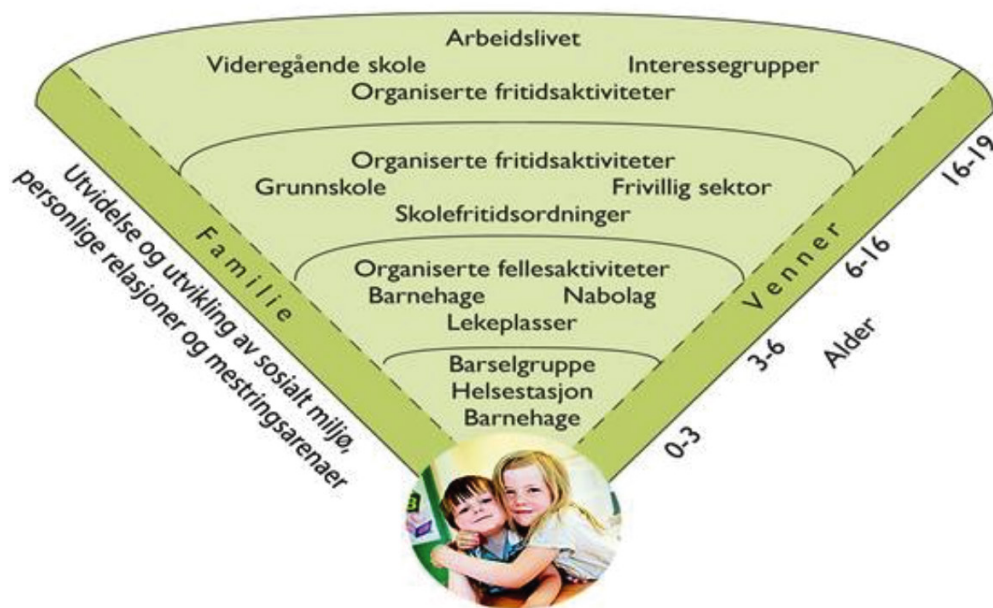 Arbeidslivet
Videregående skole Interessegrupper
Organiserte fritidsaktiviteter
Organiserte fritidsaktiviteter
Grunnskole Frivillig sektor
Skolefritidsordninger
Organiserte fellesaktiviteter
Barnehage Nabolag
Lekeplasser
Barselgruppe
Helsestasjon
Barnehage
Familie
Venner
Utvidelse og utvikling av sosialt miljø,
personlige relasjoner og mestringsarenaer
16-19
6-16
3-6
0-3
Alder